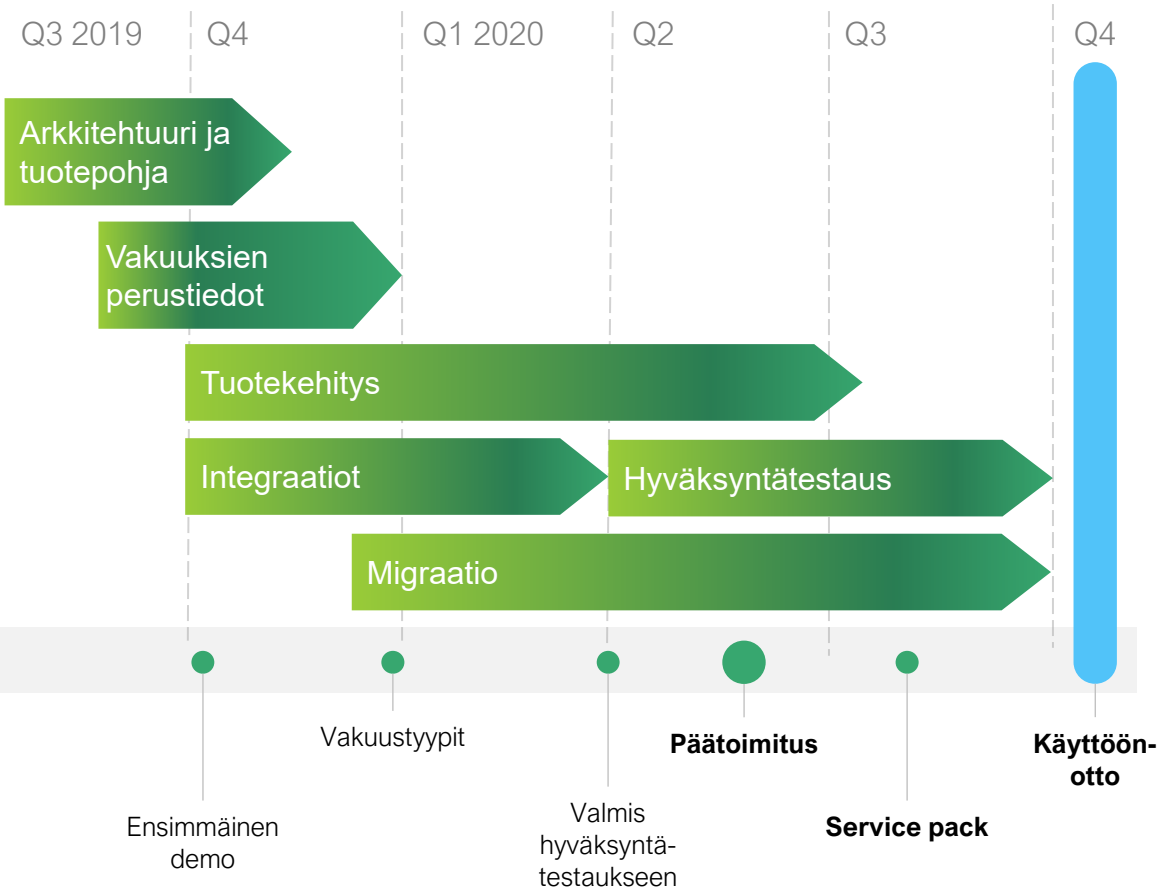 Q3 2019
Q4
Q1 2020
Q2
Q3
Q4
Arkkitehtuuri ja
tuotepohja
Vakuuksien
perustiedot
Tuotekehitys
Integraatiot
Hyväksyntätestaus
Migraatio
Vakuustyypit
Päätoimitus
Käyttöön-
otto
Ensimmäinen
demo
Valmis
hyväksyntä-
testaukseen
Service pack